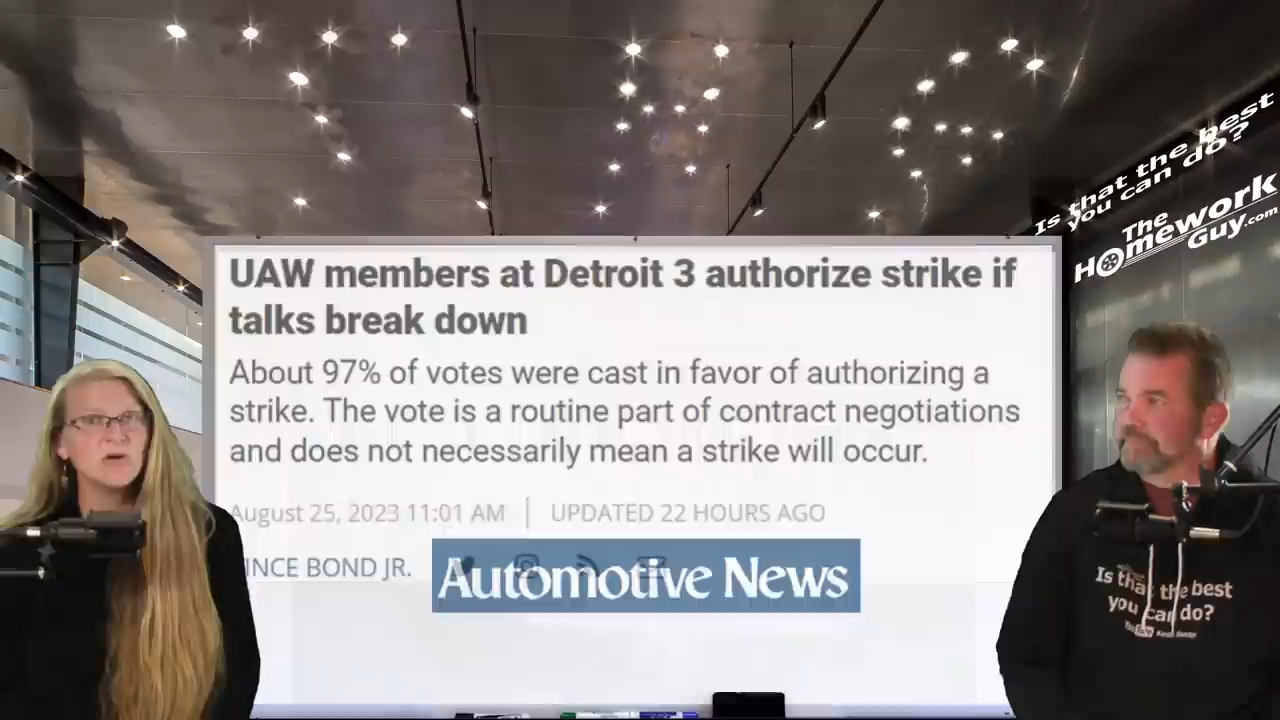 Is that the best
you can do?
The
Homework
Guy.com
UAW members at Detroit 3 authorize strike if
talks break down
About 97% of votes were cast in favor of authorizing a
strike. The vote is a routine part of contract negotiations
and does not necessarily mean a strike will occur.
August 25, 2023 11:01 AM | UPDATED 22 HOURS AGO
INCE BOND JR.
Automotive News
Is that the best
you can do?